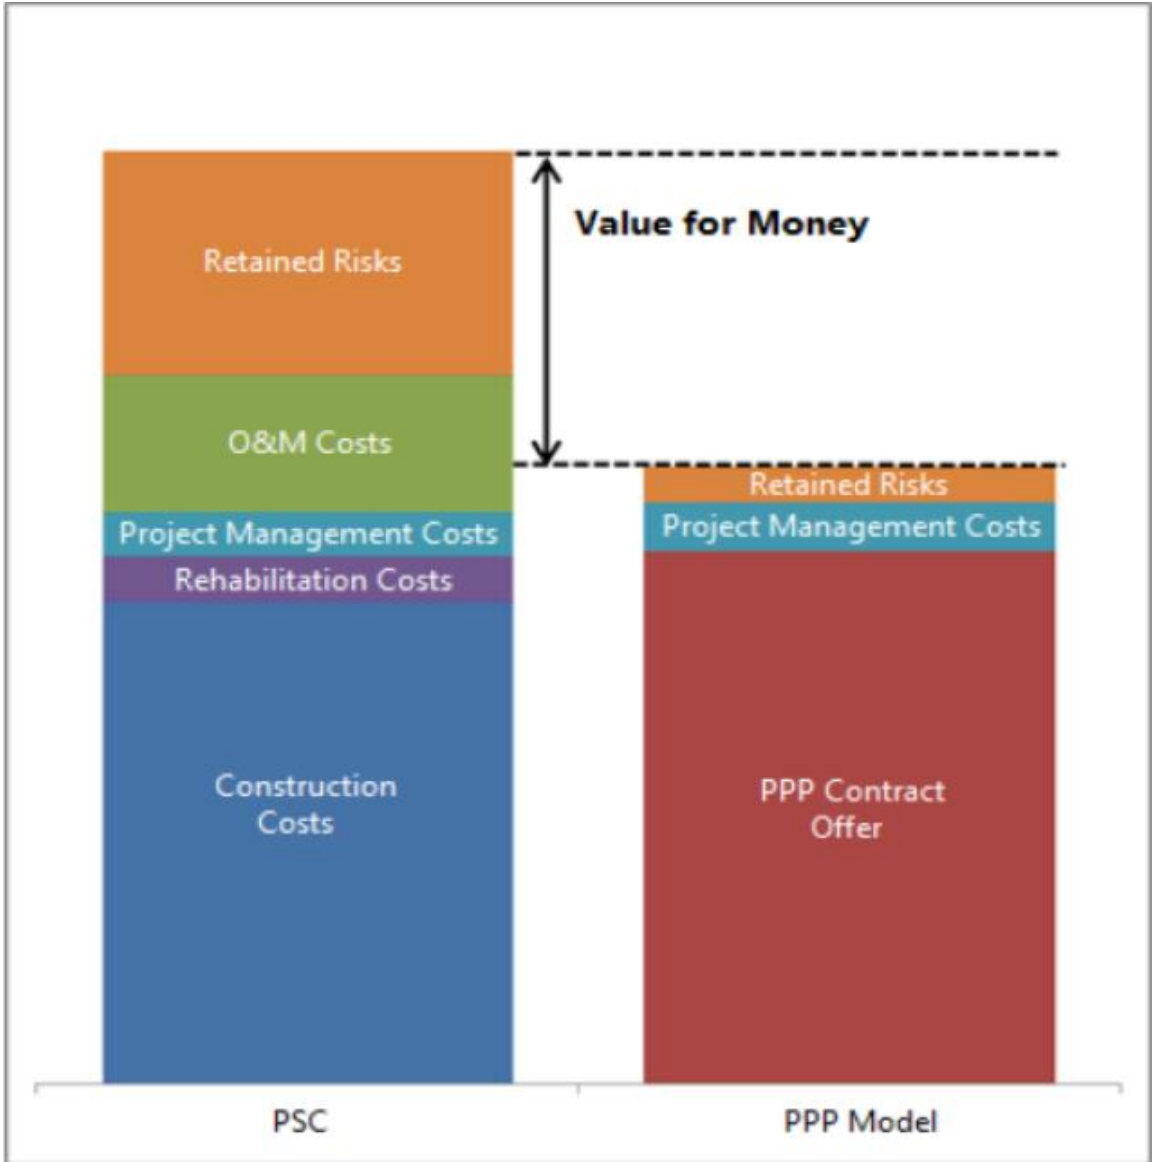 Value for Money
Retained Risks
O&M Costs
Project Management Costs
Rehabilitation Costs
Construction
Costs
Retained Risks
Project Management Costs
PPP Contract
Offer
PSC
PPP Model